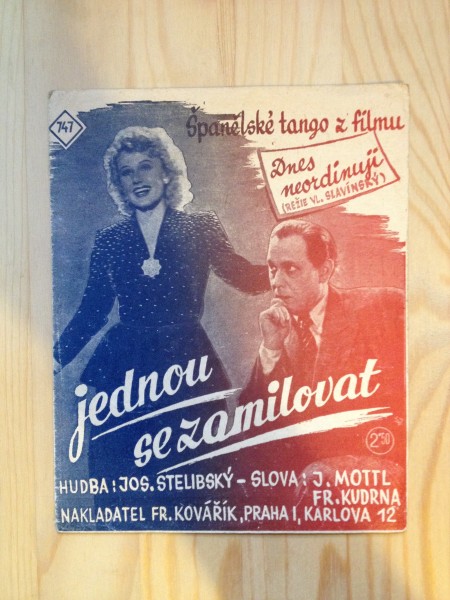 747
Španělské tango z filmu
Dnes
neordinuji
(REŽIE VL. SLAVÍNSKÝ)
jednou
se zamilovat
2·50
HUDBA: JOS. STELIBSKÝ - SLOVA: J. MOTTL
FR. KUDRNA
NAKLADATEL FR. KOVÁŘÍK, PRAHA I, KARLOVA 12